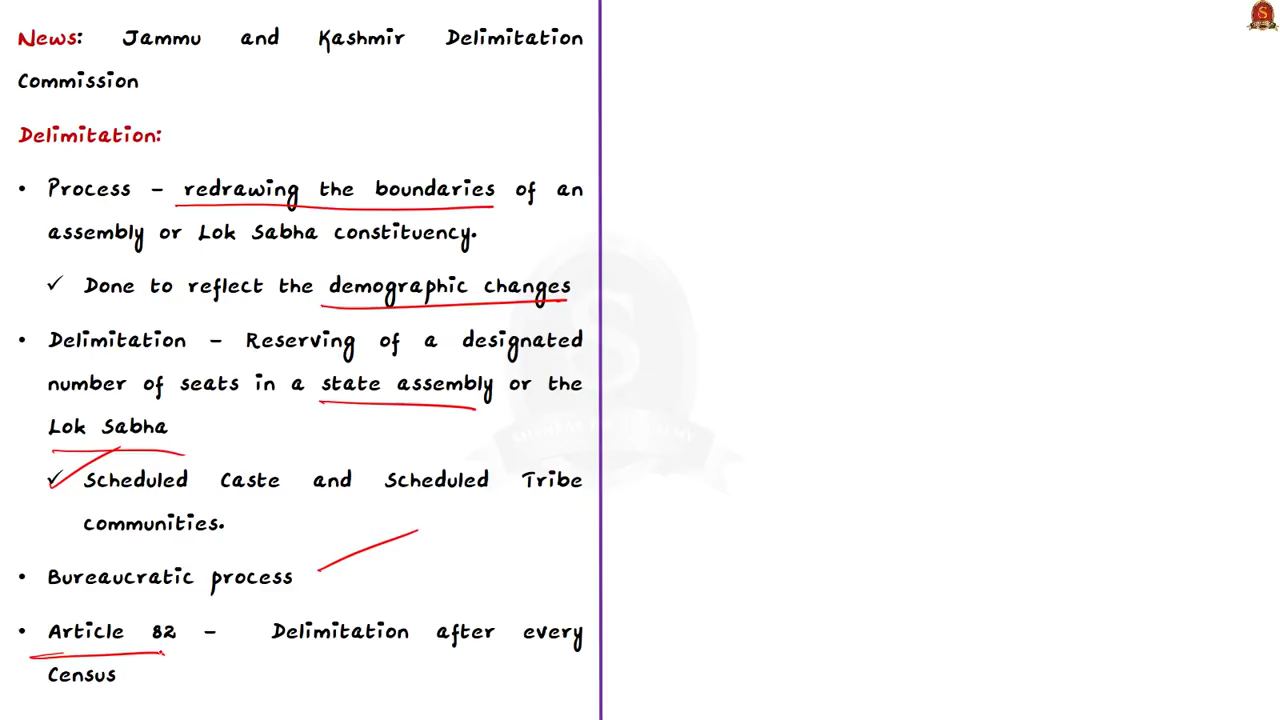 News: Jammu and Kashmir Delimitation
Commission
Delimitation:
• Process – redrawing the boundaries of an
assembly or Lok Sabha constituency.
✓ Done to reflect the demographic changes
• Delimitation – Reserving of a designated
number of seats in a state assembly or the
Lok Sabha
✓ Scheduled Caste and Scheduled Tribe
communities.
• Bureaucratic process
• Article 82 – Delimitation after every
Census